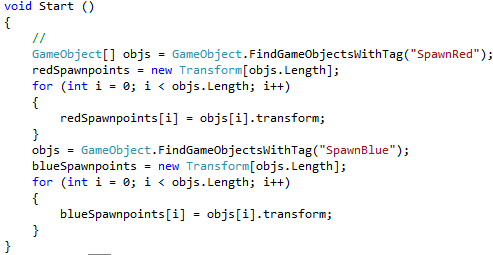 void Start ()
{
    //
    GameObject[] objs = GameObject.FindGameObjectsWithTag("SpawnRed");
    redSpawnpoints = new Transform[objs.Length];
    for (int i = 0; i < objs.Length; i++)
    {
        redSpawnpoints[i] = objs[i].transform;
    }
    objs = GameObject.FindGameObjectsWithTag("SpawnBlue");
    blueSpawnpoints = new Transform[objs.Length];
    for (int i = 0; i < objs.Length; i++)
    {
        blueSpawnpoints[i] = objs[i].transform;
    }
}